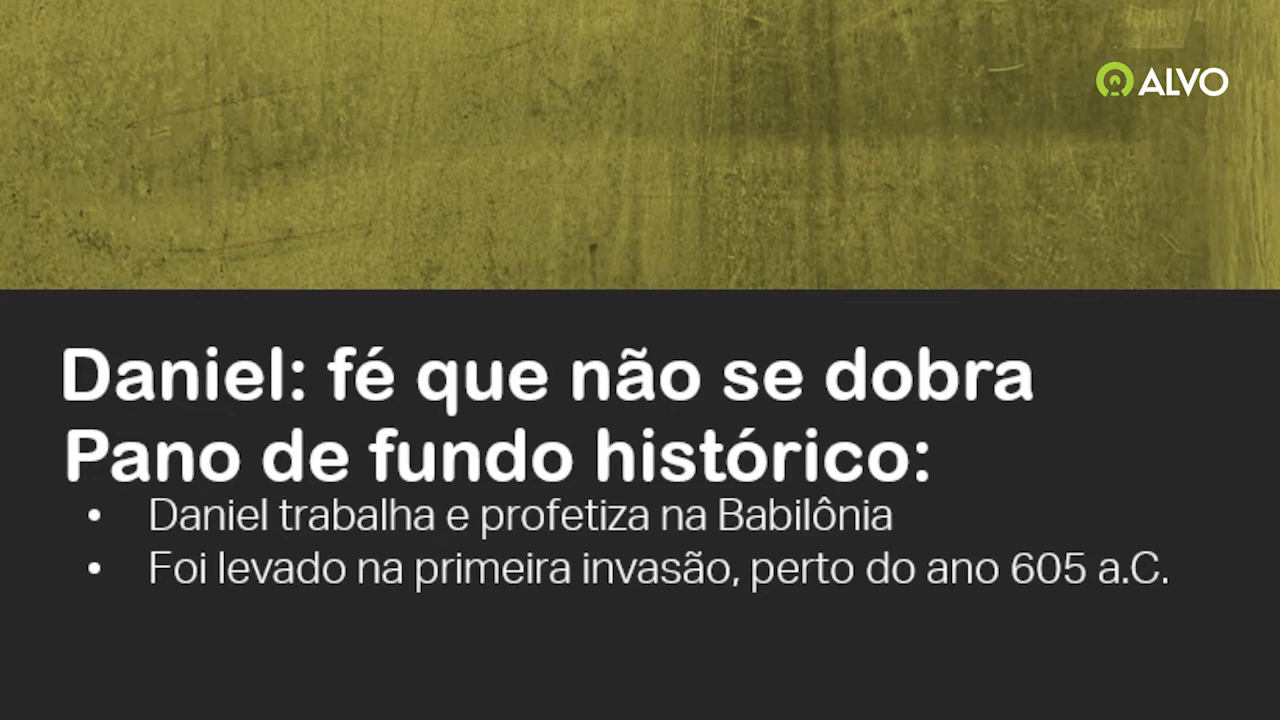 ALVO
Daniel: fé que não se dobra
Pano de fundo histórico:
• Daniel trabalha e profetiza na Babilônia
• Foi levado na primeira invasão, perto do ano 605 a.C.